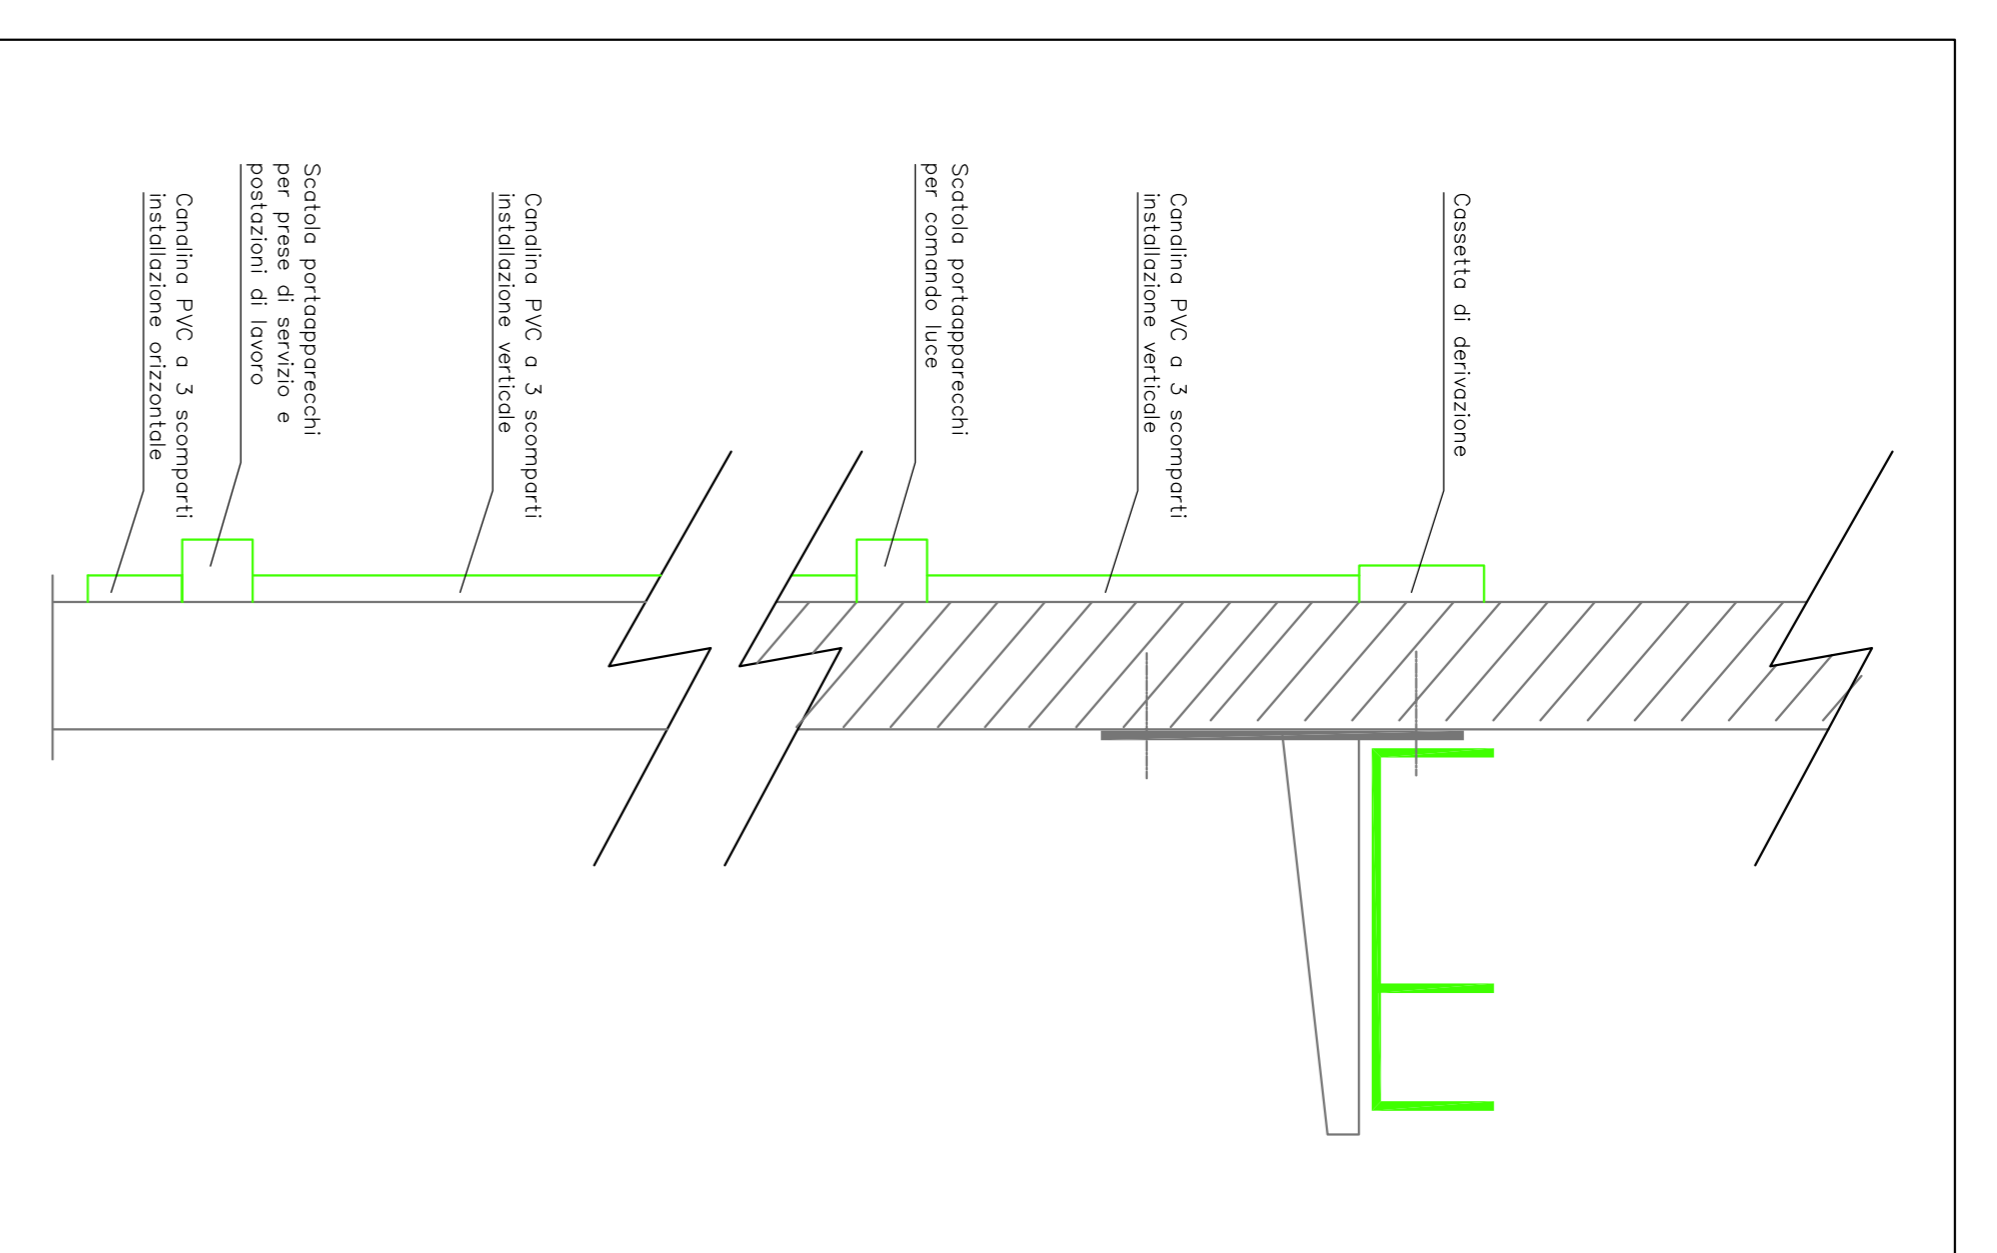 Cassetta di derivazione
Canalina PVC a 3 scomparti
installazione verticale
Scatola portaapparecchi
per comando luce
Canalina PVC a 3 scomparti
installazione verticale
Scatola portaapparecchi
per prese di servizio e
postazioni di lavoro
Canalina PVC a 3 scomparti
installazione orizzontale